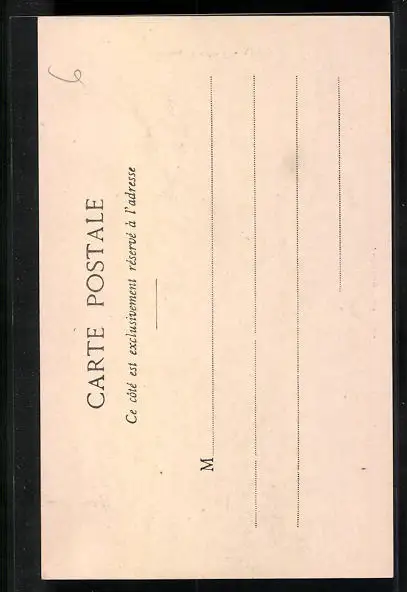 CARTE POSTALE
Ce côté est exclusivement réservé à l'adresse
M
6